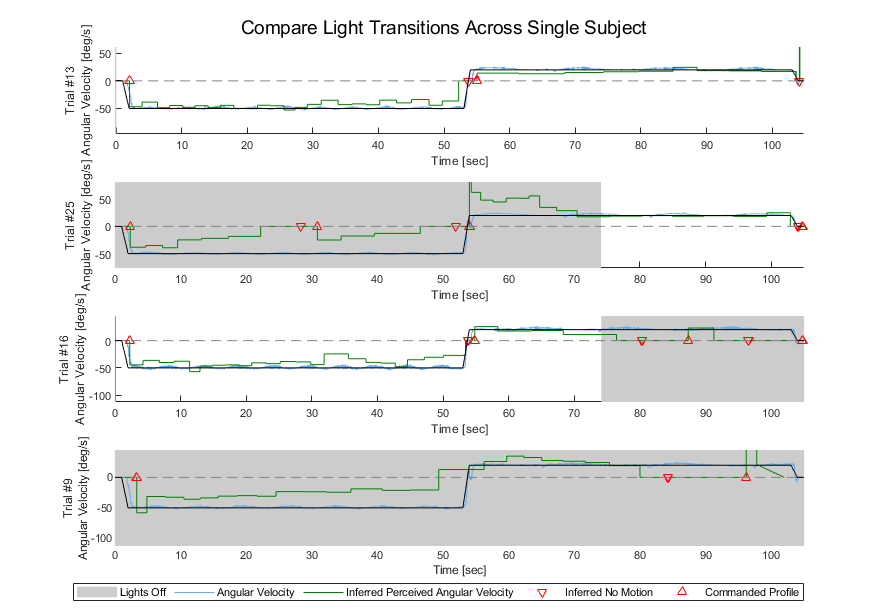 Compare Light Transitions Across Single Subject
Trial #13
Angular Velocity [deg/s]
50
0
-50
0 10 20 30 40 50 60 70 80 90 100
Time [sec]
Trial #25
Angular Velocity [deg/s]
50
0
-50
0 10 20 30 40 50 60 70 80 90 100
Time [sec]
Trial #16
Angular Velocity [deg/s]
0
-50
-100
0 10 20 30 40 50 60 70 80 90 100
Time [sec]
Trial #9
Angular Velocity [deg/s]
0
-50
-100
0 10 20 30 40 50 60 70 80 90 100
Time [sec]
Lights Off Angular Velocity Inferred Perceived Angular Velocity Inferred No Motion Commanded Profile